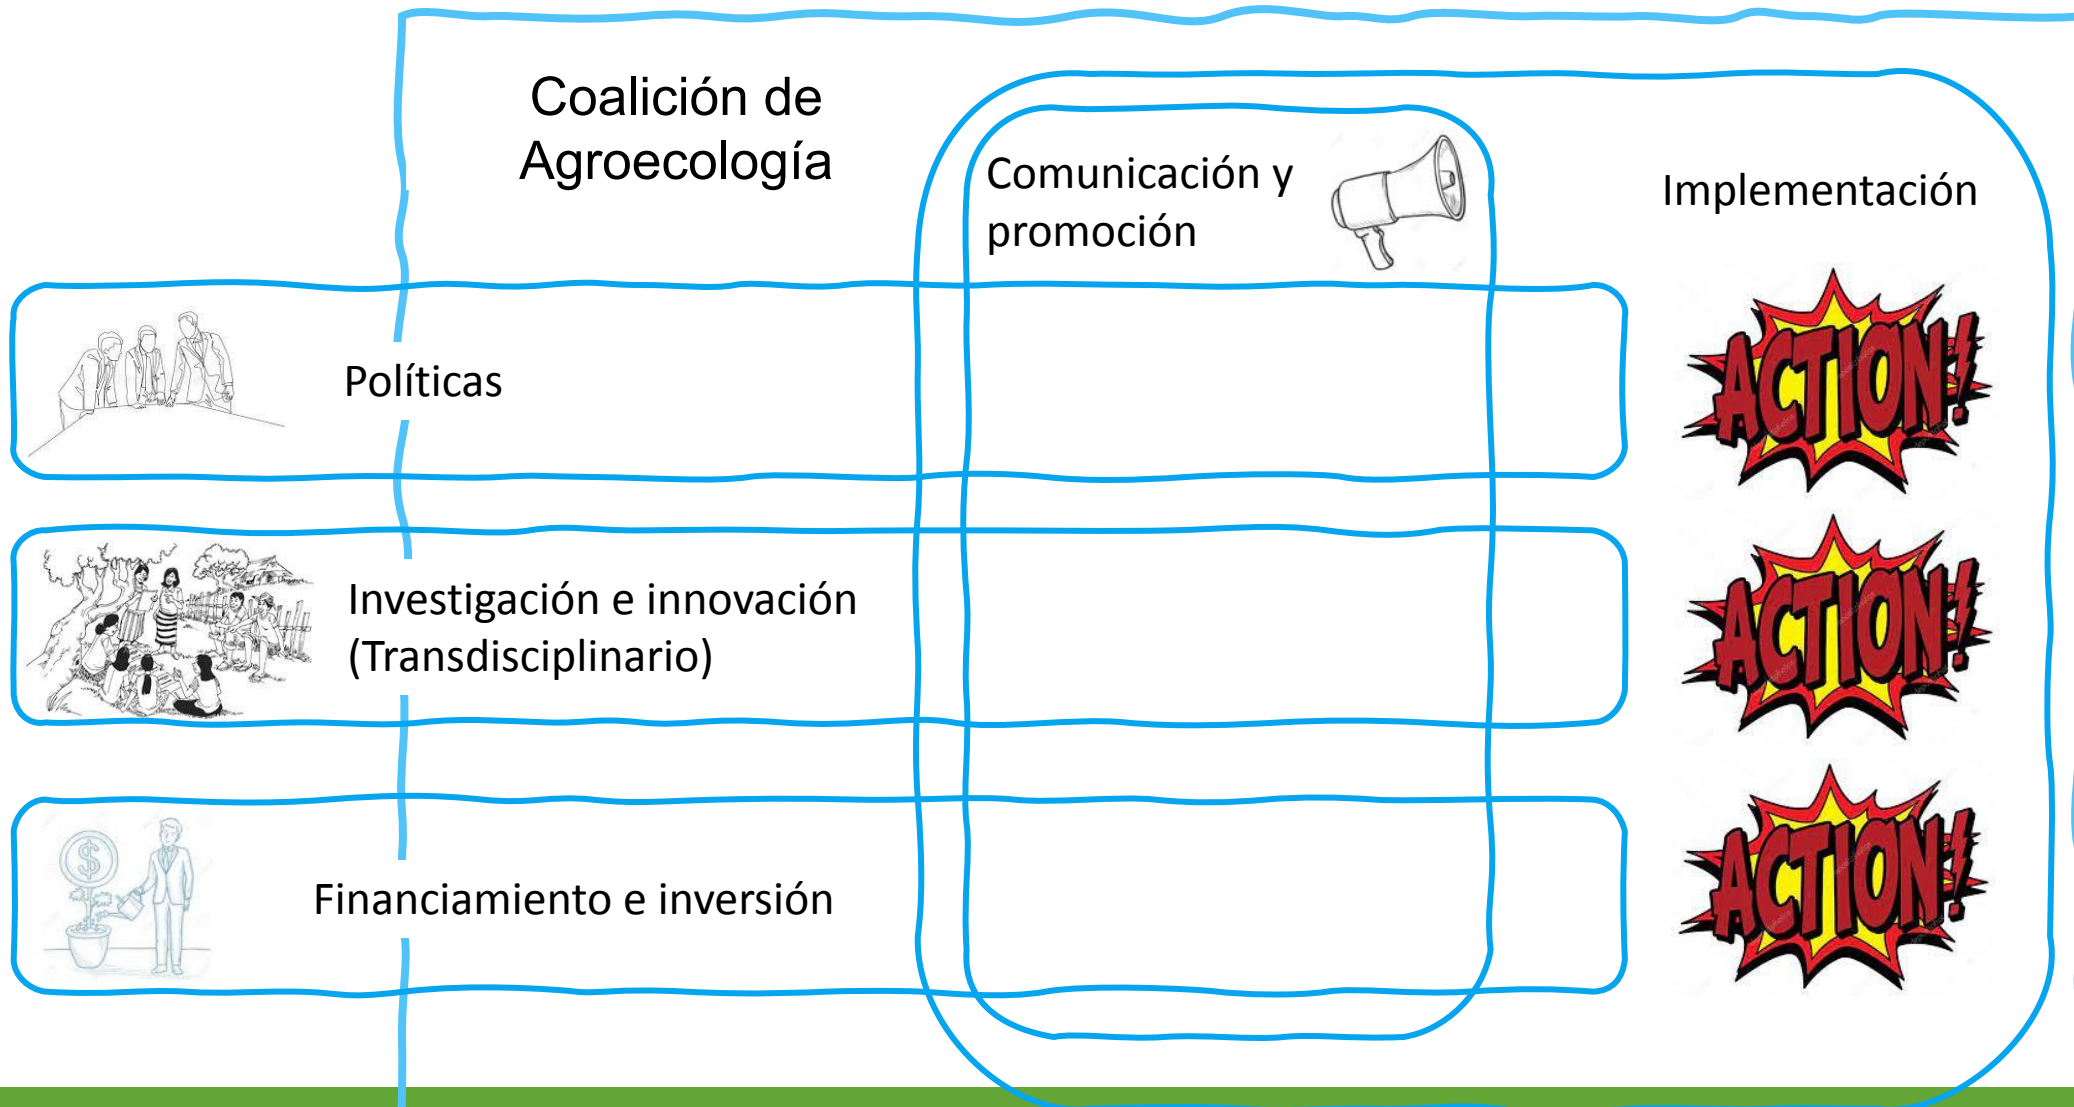 Coalición de
Agroecología
Comunicación y
promoción
Implementación
Políticas
ACTION!
Investigación e innovación
(Transdisciplinario)
ACTION!
$
Financiamiento e inversión
ACTION!